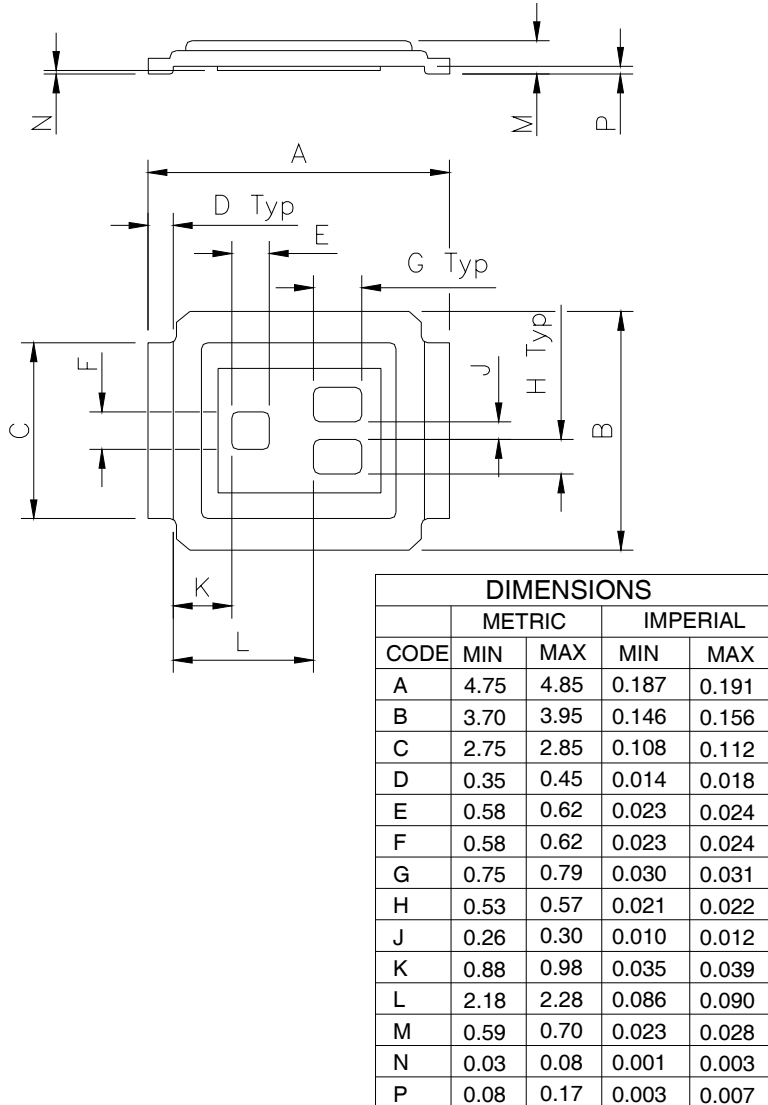 N
M
P
A
D Typ
E
G Typ
F
J
H Typ
C
B
K
L
DIMENSIONS
METRIC IMPERIAL
CODE MIN MAX MIN MAX
A 4.75 4.85 0.187 0.191
B 3.70 3.95 0.146 0.156
C 2.75 2.85 0.108 0.112
D 0.35 0.45 0.014 0.018
E 0.58 0.62 0.023 0.024
F 0.58 0.62 0.023 0.024
G 0.75 0.79 0.030 0.031
H 0.53 0.57 0.021 0.022
J 0.26 0.30 0.010 0.012
K 0.88 0.98 0.035 0.039
L 2.18 2.28 0.086 0.090
M 0.59 0.70 0.023 0.028
N 0.03 0.08 0.001 0.003
P 0.08 0.17 0.003 0.007